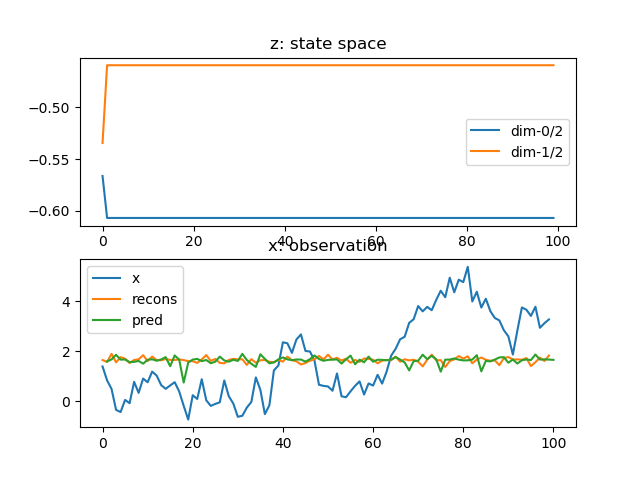 z: state space
−0.50
−0.55
−0.60
dim-0/2
dim-1/2
0 20 40 60 80 100
x: observation
4
2
0
x
recons
pred
0 20 40 60 80 100